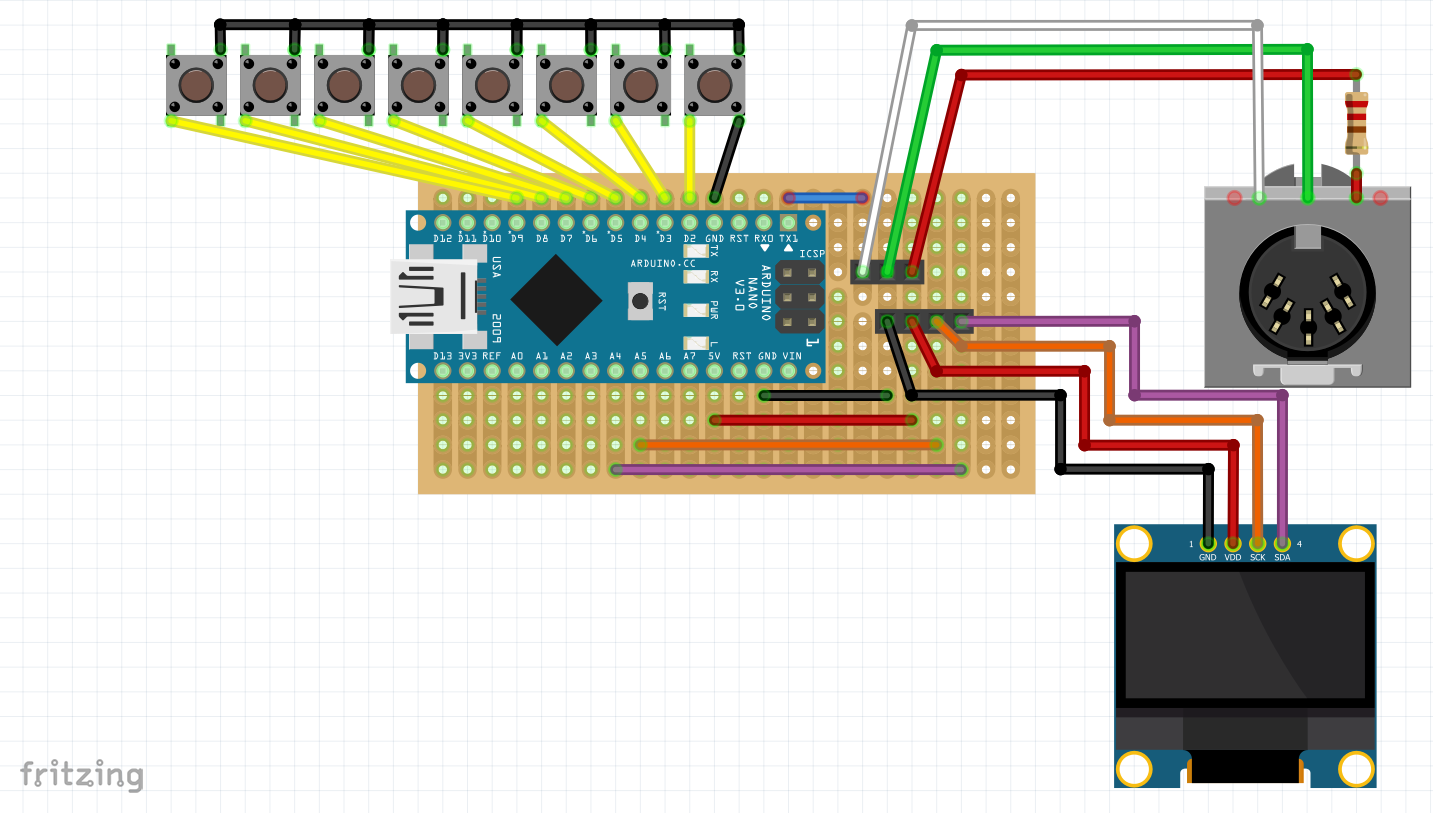 D12 D11 D10 D9 D8 D7 D6 D5 D4 D3 D2 GND RST RX0 TX1
ICSP
USA
ARDUINO.CC
TX
RX
RST
PWR
ARDUINO
NANO
V3.0
2009
L
1
D13 3V3 REF A0 A1 A2 A3 A4 A5 A6 A7 5V RST GND VIN
1 4
GND VDD SCK SDA
fritzing